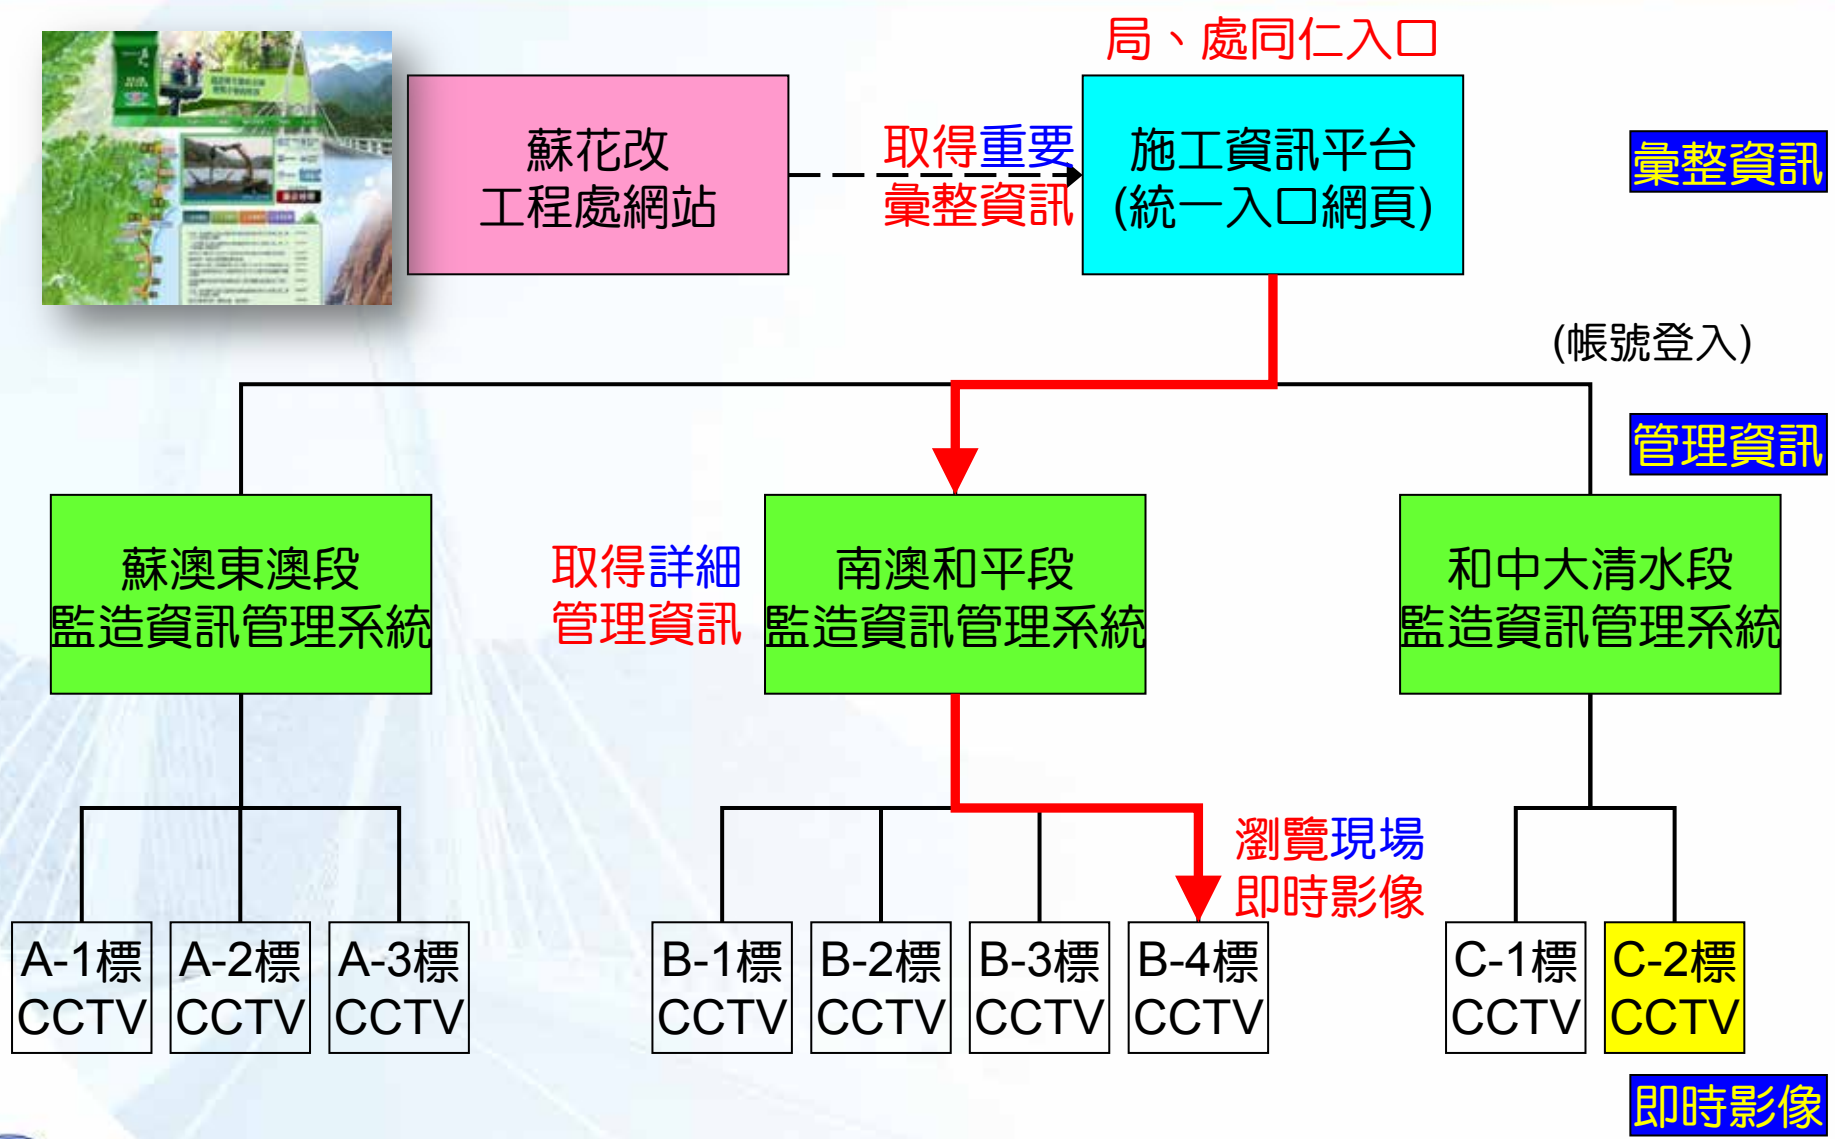 局、處同仁入口
蘇花改
工程處網站
取得重要
彙整資訊
施工資訊平台
(統一入口網頁)
彙整資訊
(帳號登入)
管理資訊
蘇澳東澳段
監造資訊管理系統
取得詳細
管理資訊
南澳和平段
監造資訊管理系統
和中大清水段
監造資訊管理系統
瀏覽現場
即時影像
A-1標
CCTV
A-2標
CCTV
A-3標
CCTV
B-1標
CCTV
B-2標
CCTV
B-3標
CCTV
B-4標
CCTV
C-1標
CCTV
C-2標
CCTV
即時影像